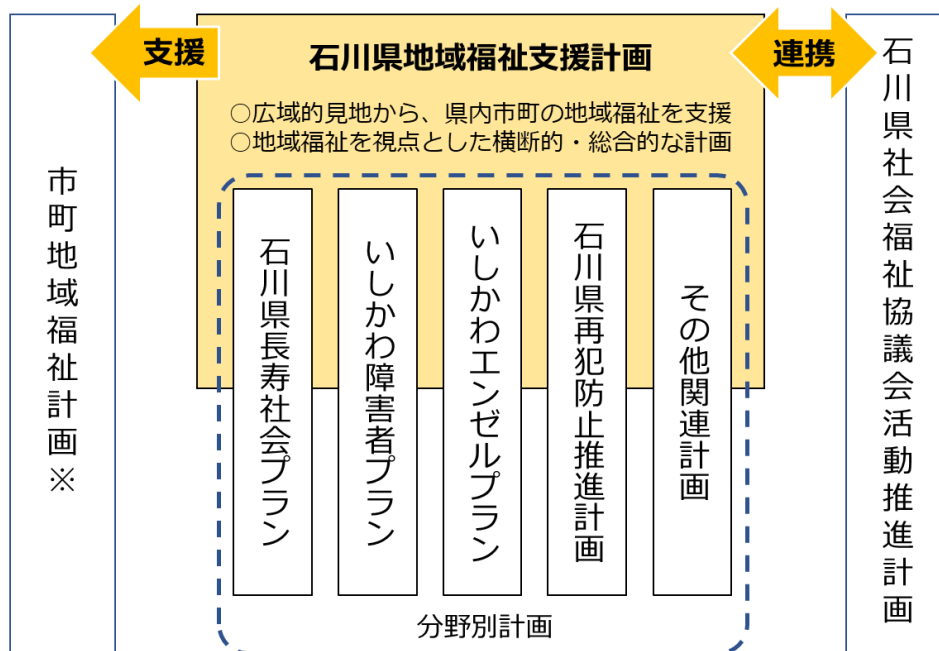 支援
石川県地域福祉支援計画
連携
○広域的見地から、県内市町の地域福祉を支援
○地域福祉を視点とした横断的・総合的な計画
市町地域福祉計画※
石川県長寿社会プラン
いしかわ障害者プラン
いしかわエンゼルプラン
石川県再犯防止推進計画
その他関連計画
分野別計画
石川県社会福祉協議会活動推進計画